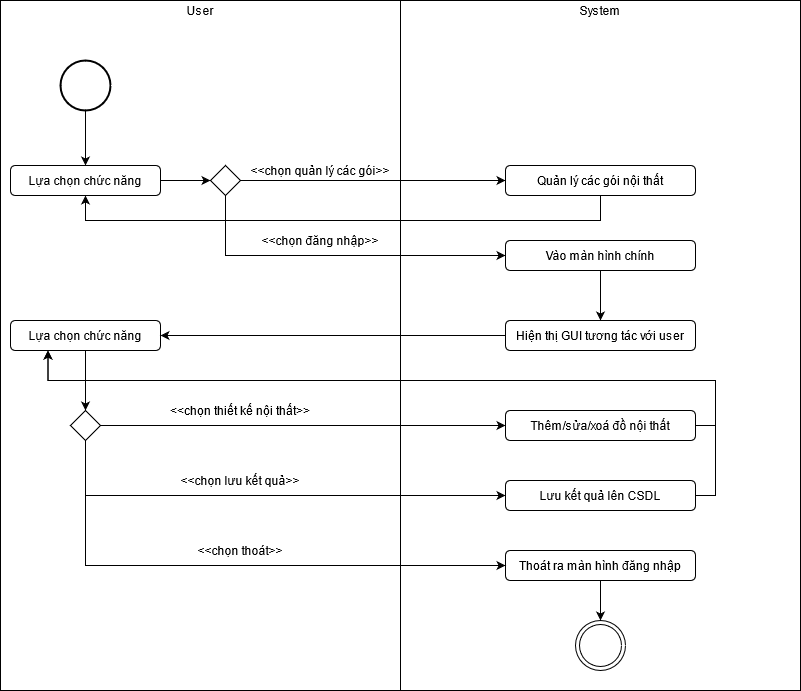 User
System
Lựa chọn chức năng
<<chọn quản lý các gói>>
Quản lý các gói nội thất
<<chọn đăng nhập>>
Vào màn hình chính
Lựa chọn chức năng
Hiện thị GUI tương tác với user
<<chọn thiết kế nội thất>>
Thêm/sửa/xoá đồ nội thất
<<chọn lưu kết quả>>
Lưu kết quả lên CSDL
<<chọn thoát>>
Thoát ra màn hình đăng nhập